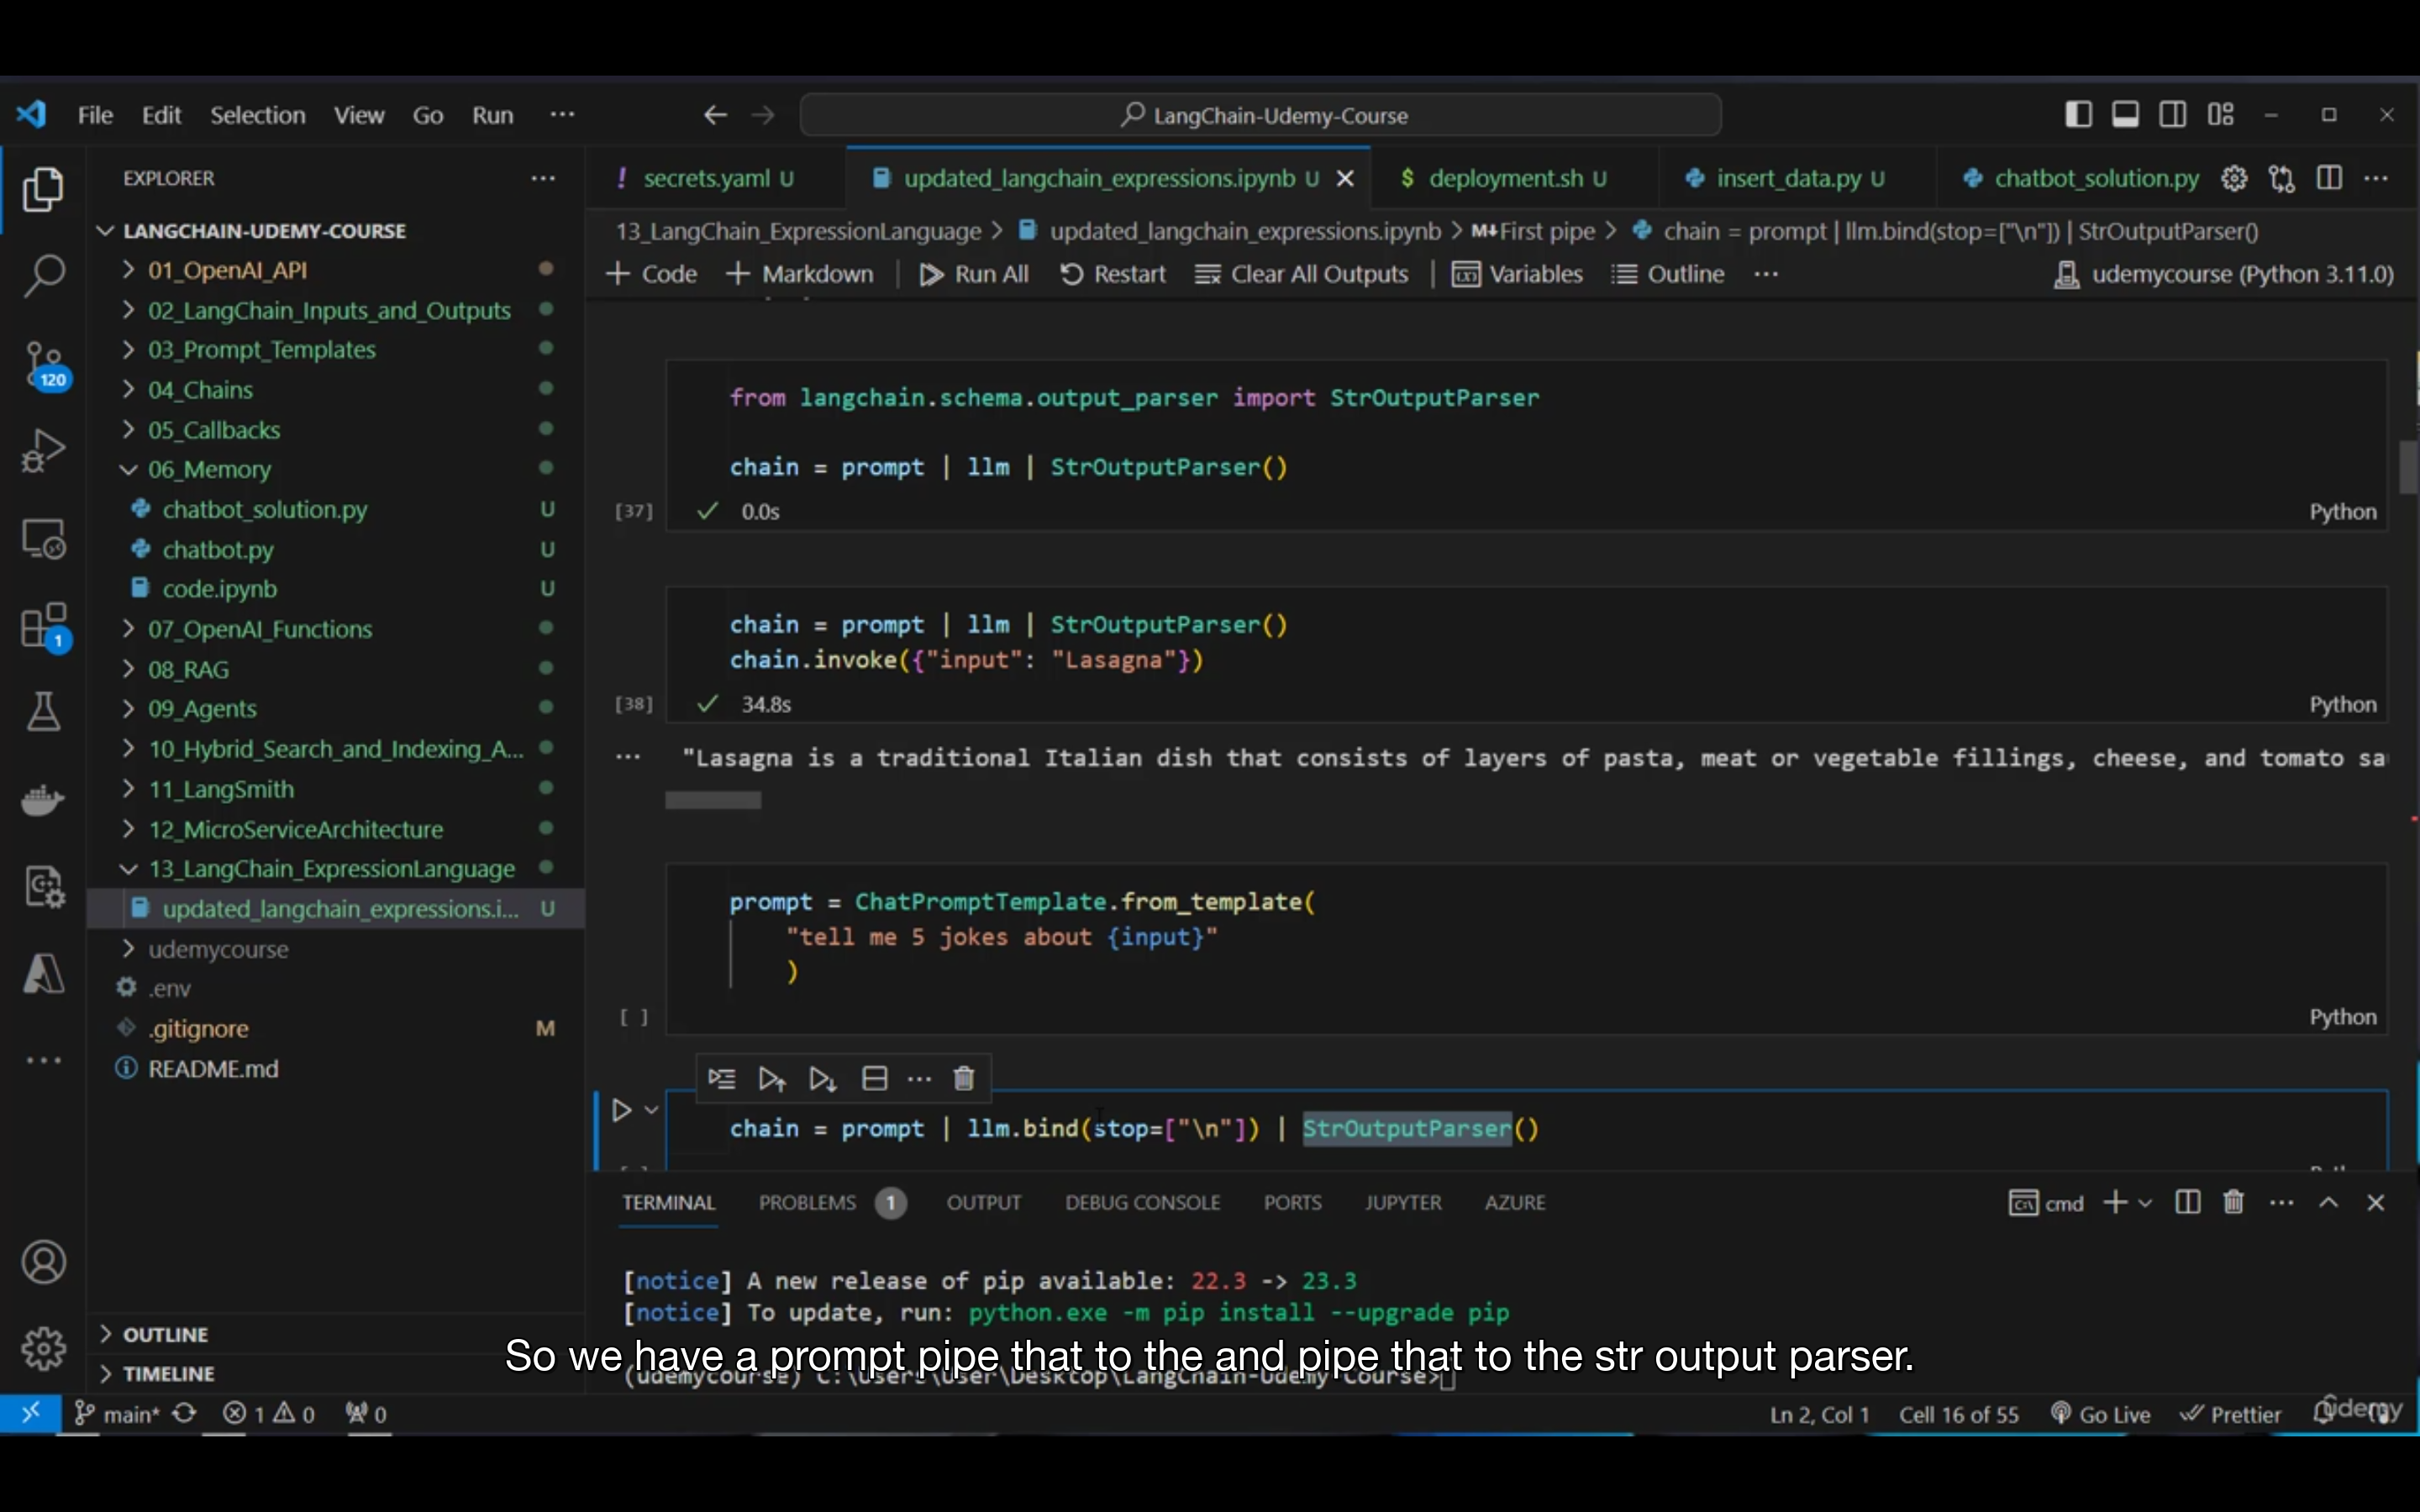 File Edit Selection View Go Run ···
LangChain-Udemy-Course
EXPLORER
LANGCHAIN-UDEMY-COURSE
01_OpenAI_API
02_LangChain_Inputs_and_Outputs
03_Prompt_Templates
04_Chains
05_Callbacks
06_Memory
chatbot_solution.py U
chatbot.py U
code.ipynb U
07_OpenAI_Functions
08_RAG
09_Agents
10_Hybrid_Search_and_Indexing_A...
11_LangSmith
12_MicroServiceArchitecture
13_LangChain_ExpressionLanguage
updated_langchain_expressions.i... U
udemycourse
.env
.gitignore M
README.md
OUTLINE
TIMELINE
120
1
! secrets.yaml U
updated_langchain_expressions.ipynb U
$ deployment.sh U
insert_data.py U
chatbot_solution.py
13_LangChain_ExpressionLanguage > updated_langchain_expressions.ipynb > M↓First pipe > chain = prompt | llm.bind(stop=["\n"]) | StrOutputParser()
+ Code + Markdown | Run All Restart Clear All Outputs | Variables Outline ··· udemycourse (Python 3.11.0)
from langchain.schema.output_parser import StrOutputParser
chain = prompt | llm | StrOutputParser()
[37] ✓ 0.0s Python
chain = prompt | llm | StrOutputParser()
chain.invoke({"input": "Lasagna"})
[38] ✓ 34.8s Python
··· "Lasagna is a traditional Italian dish that consists of layers of pasta, meat or vegetable fillings, cheese, and tomato sa
prompt = ChatPromptTemplate.from_template(
"tell me 5 jokes about {input}"
)
[ ] Python
chain = prompt | llm.bind(stop=["\n"]) | StrOutputParser()
TERMINAL PROBLEMS 1 OUTPUT DEBUG CONSOLE PORTS JUPYTER AZURE
cmd
[notice] A new release of pip available: 22.3 -> 23.3
[notice] To update, run: python.exe -m pip install --upgrade pip
So we have a prompt pipe that to the and pipe that to the str output parser.
(udemycourse) C:\Users\User\Desktop\LangChain-Udemy-Course>
main* 1 0 0
Ln 2, Col 1 Cell 16 of 55 Go Live Prettier
udemy